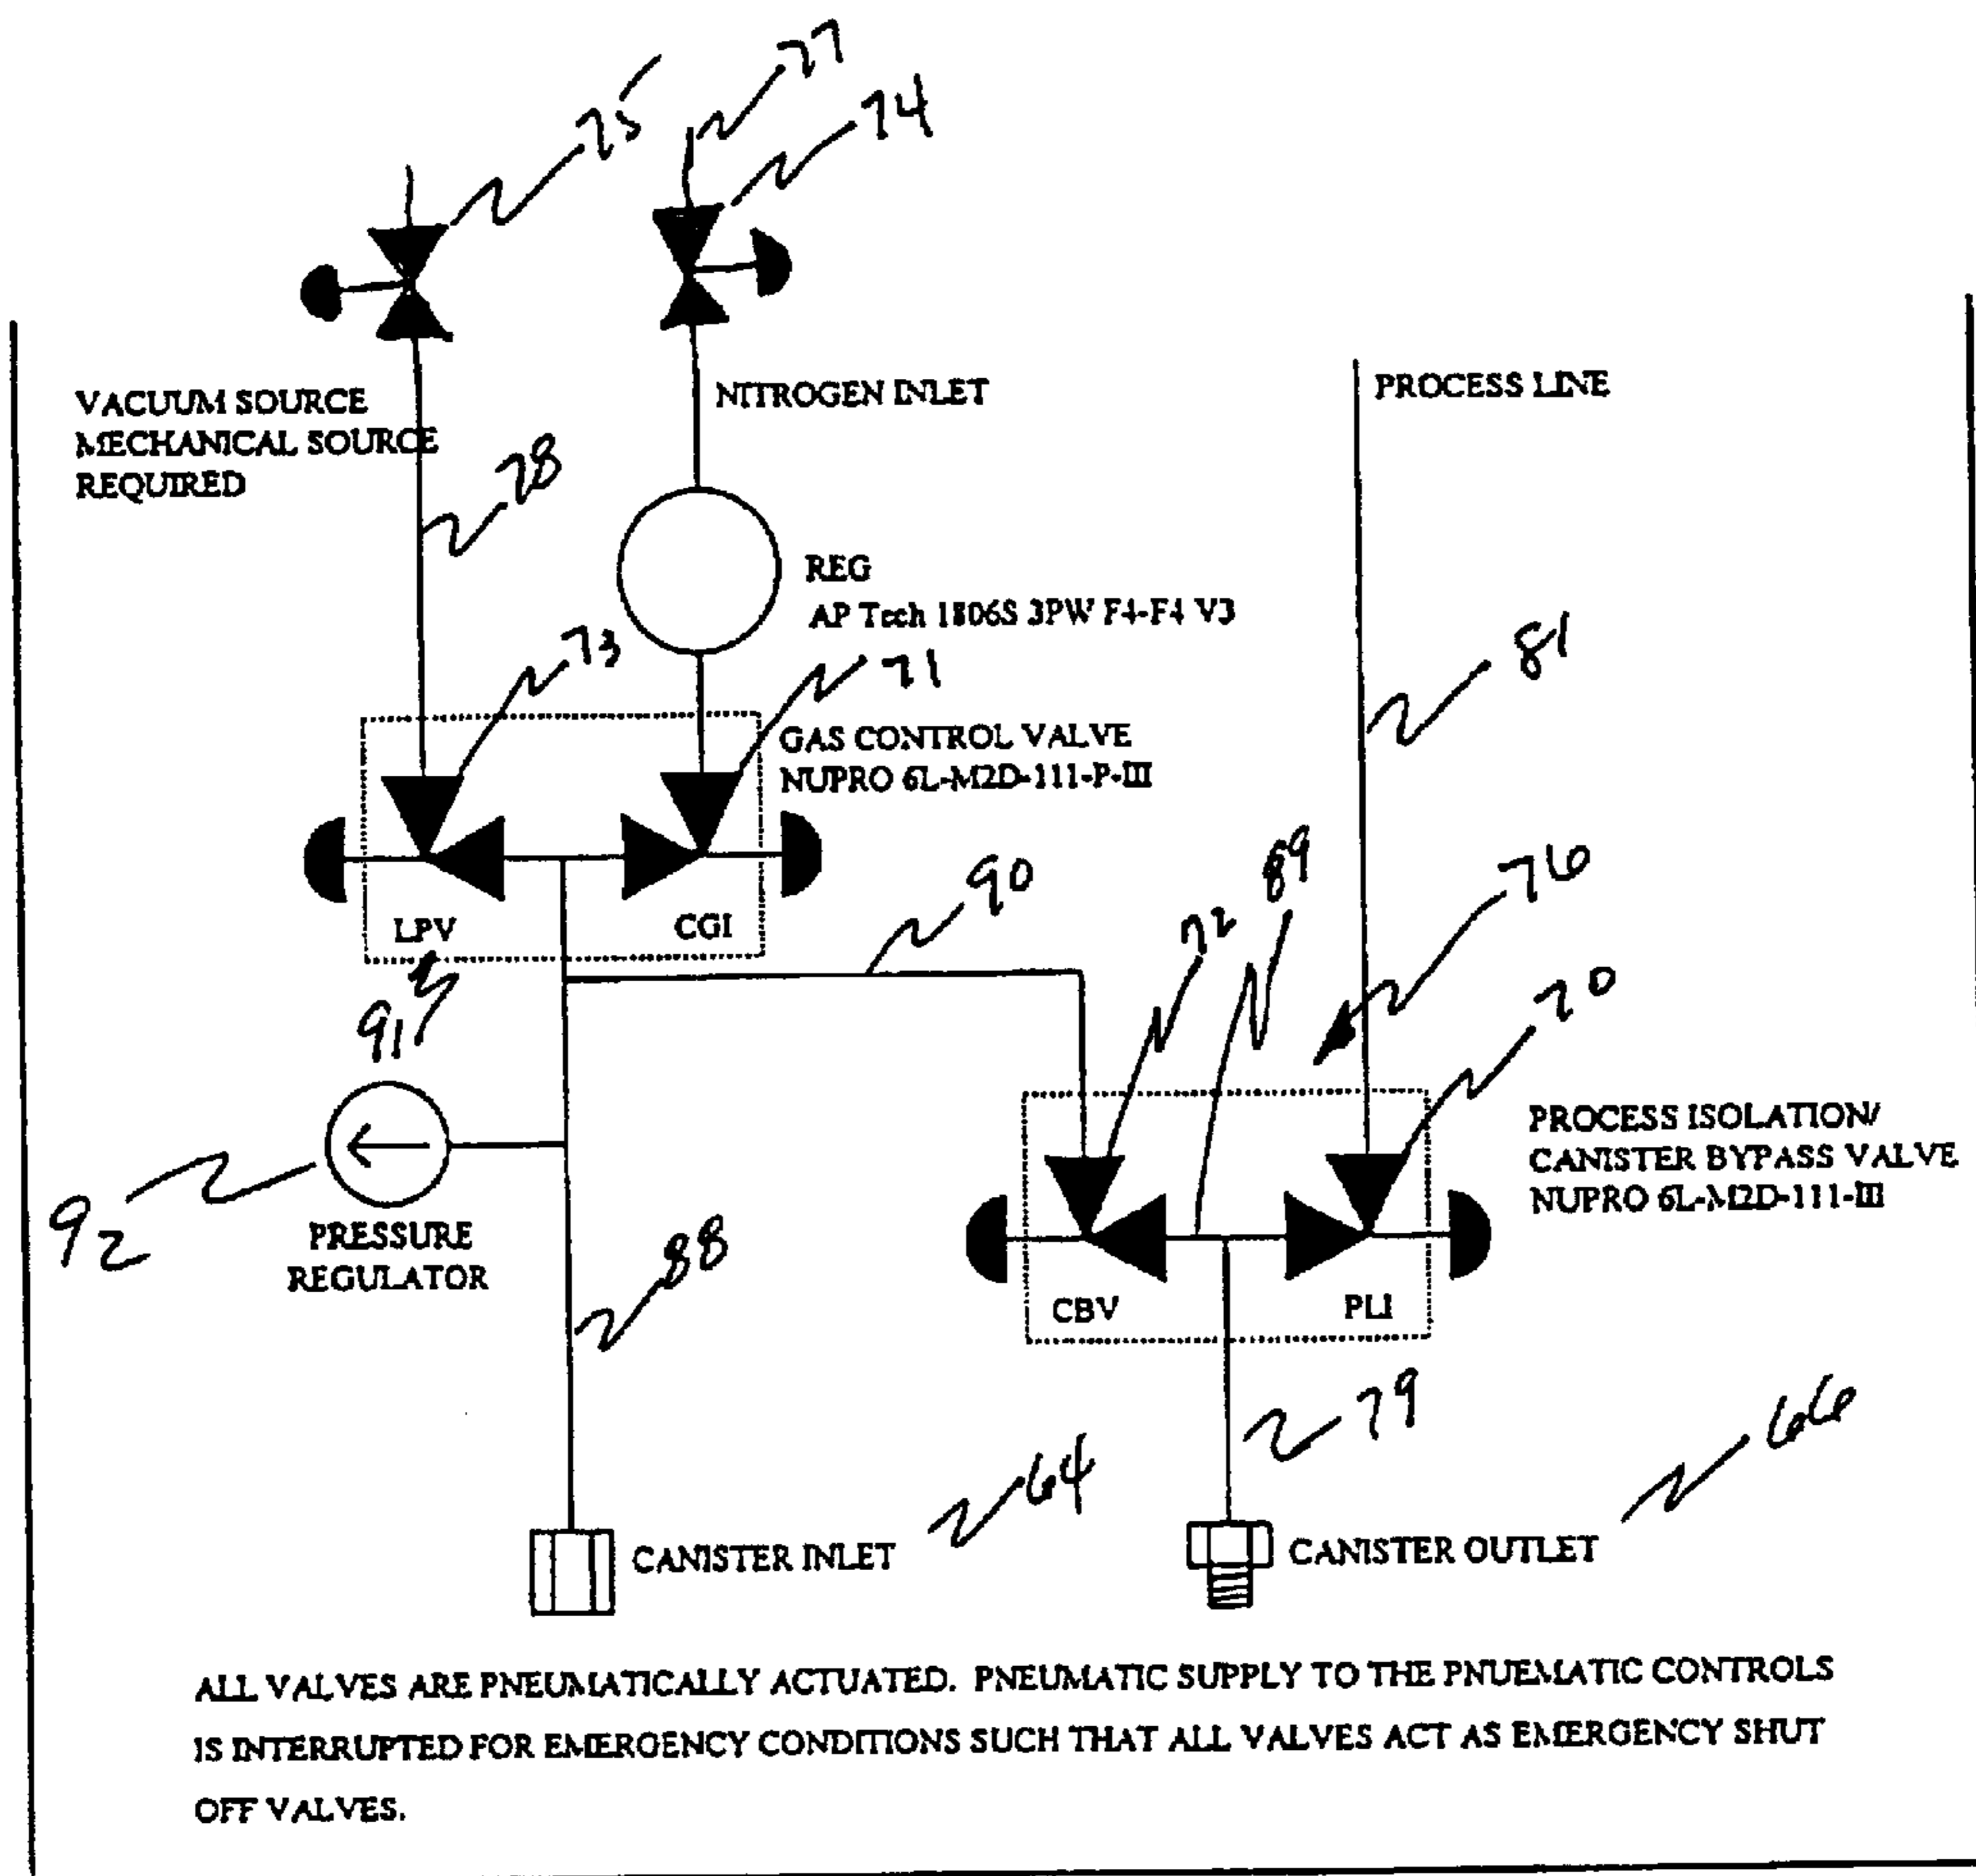 77
75
74
VACUUM SOURCE
MECHANICAL SOURCE
REQUIRED
NITROGEN INLET
PROCESS LINE
78
REG
AP Tech 1806S 3PW F4-F4 V3
73
71
81
GAS CONTROL VALVE
NUPRO 6L-M2D-111-P-III
LPV
CGI
90
89
76
72
70
91
92
PRESSURE
REGULATOR
PROCESS ISOLATION/
CANISTER BYPASS VALVE
NUPRO 6L-M2D-111-III
CBV
PLI
88
79
66
64
CANISTER INLET
CANISTER OUTLET
ALL VALVES ARE PNEUMATICALLY ACTUATED. PNEUMATIC SUPPLY TO THE PNUEMATIC CONTROLS
IS INTERRUPTED FOR EMERGENCY CONDITIONS SUCH THAT ALL VALVES ACT AS EMERGENCY SHUT
OFF VALVES.